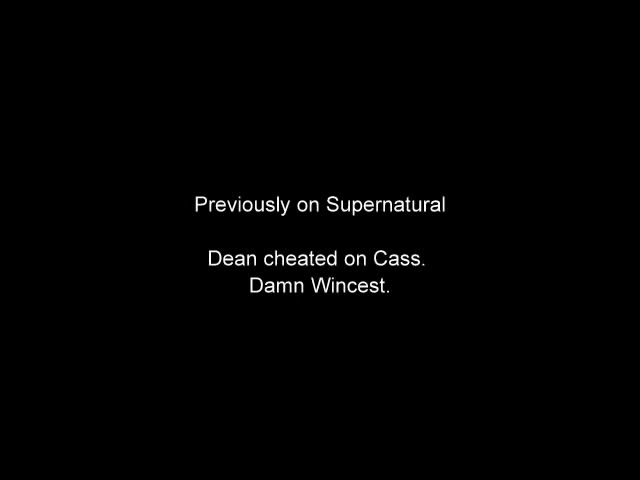 Previously on Supernatural
Dean cheated on Cass.
Damn Wincest.